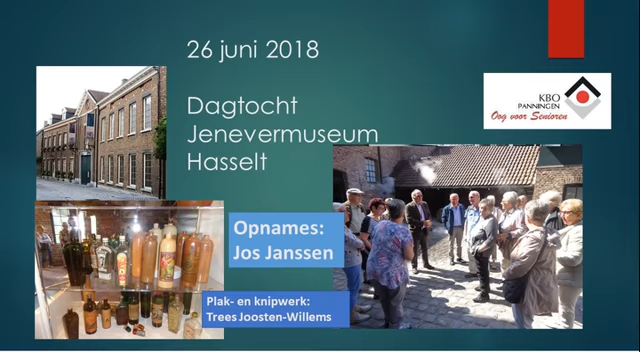 26 juni 2018
Dagtocht
Jenevermuseum
Hasselt
KBO
PANNINGEN
Oog voor Senioren
Opnames:
Jos Janssen
Plak- en knipwerk:
Trees Joosten-Willems